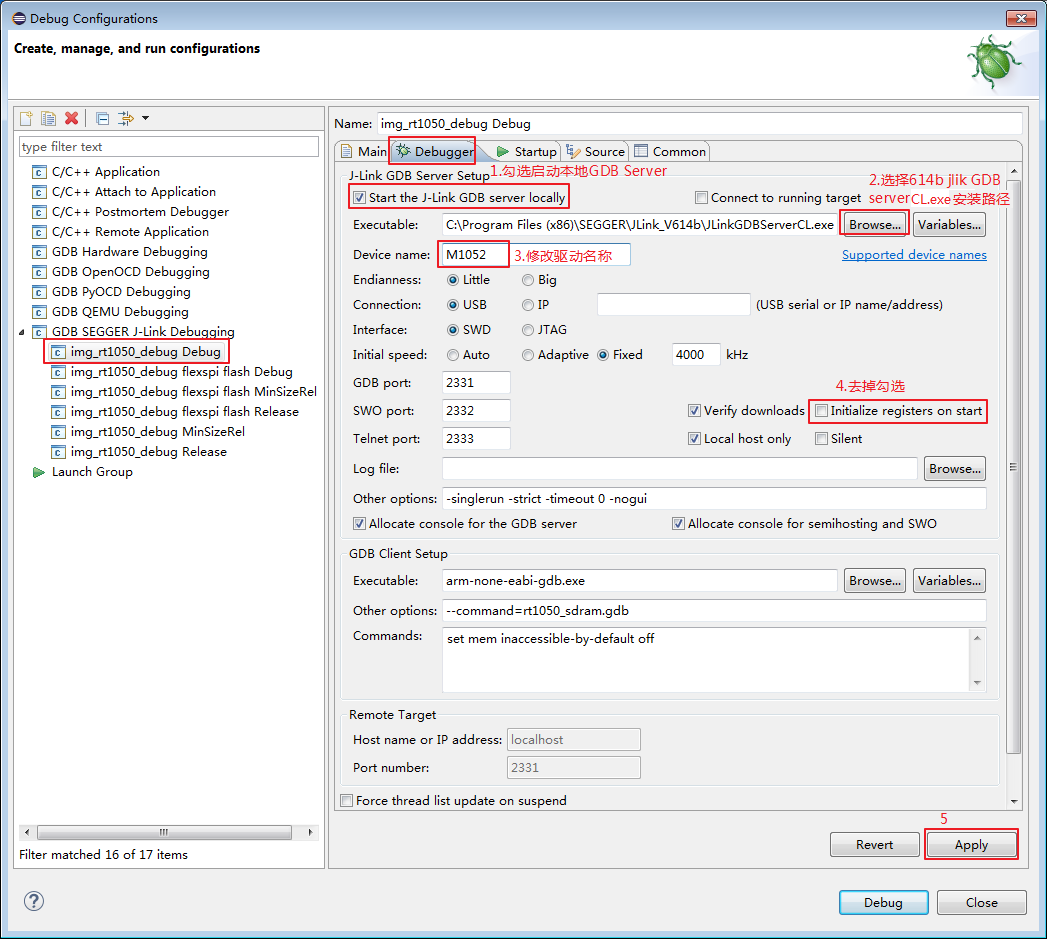 Debug Configurations
Create, manage, and run configurations
type filter text
C/C++ Application
C/C++ Attach to Application
C/C++ Postmortem Debugger
C/C++ Remote Application
GDB Hardware Debugging
GDB OpenOCD Debugging
GDB PyOCD Debugging
GDB QEMU Debugging
GDB SEGGER J-Link Debugging
img_rt1050_debug Debug
img_rt1050_debug flexspi flash Debug
img_rt1050_debug flexspi flash MinSizeRel
img_rt1050_debug flexspi flash Release
img_rt1050_debug MinSizeRel
img_rt1050_debug Release
Launch Group
Filter matched 16 of 17 items
Name: img_rt1050_debug Debug
Main Debugger Startup Source Common
J-Link GDB Server Setup 1.勾选启动本地GDB Server
2.选择614b jlik GDB
serverCL.exe安装路径
Start the J-Link GDB server locally Connect to running target
Executable: C:\Program Files (x86)\SEGGER\JLink_V614b\JLinkGDBServerCL.exe Browse... Variables...
Device name: M1052 3.修改驱动名称 Supported device names
Endianness: Little Big
Connection: USB IP (USB serial or IP name/address)
Interface: SWD JTAG
Initial speed: Auto Adaptive Fixed 4000 kHz
GDB port: 2331
4.去掉勾选
SWO port: 2332 Verify downloads Initialize registers on start
Telnet port: 2333 Local host only Silent
Log file: Browse...
Other options: -singlerun -strict -timeout 0 -nogui
Allocate console for the GDB server Allocate console for semihosting and SWO
GDB Client Setup
Executable: arm-none-eabi-gdb.exe Browse... Variables...
Other options: --command=rt1050_sdram.gdb
Commands: set mem inaccessible-by-default off
Remote Target
Host name or IP address: localhost
Port number: 2331
Force thread list update on suspend
5
Revert Apply
Debug Close